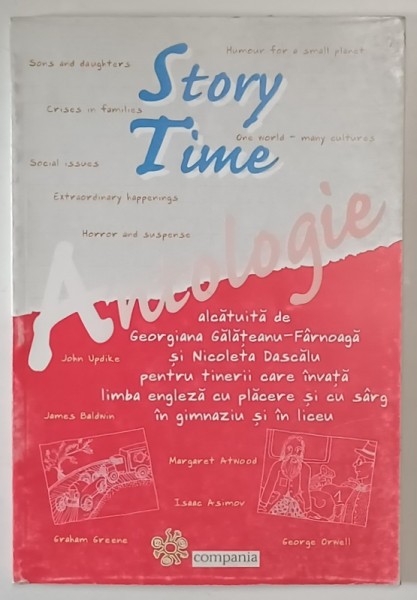 Humour for a small planet
Sons and daughters
Story
Crises in families
One world - many cultures
Time
Social issues
Extraordinary happenings
Horror and suspense
Antologie
alcătuită de
Georgiana Gălățeanu-Fârnoagă
John Updike
și Nicoleta Dascălu
pentru tinerii care învață
limba engleză cu plăcere și cu sârg
James Baldwin
în gimnaziu și în liceu
Margaret Atwood
Isaac Asimov
Graham Greene
compania
George Orwell